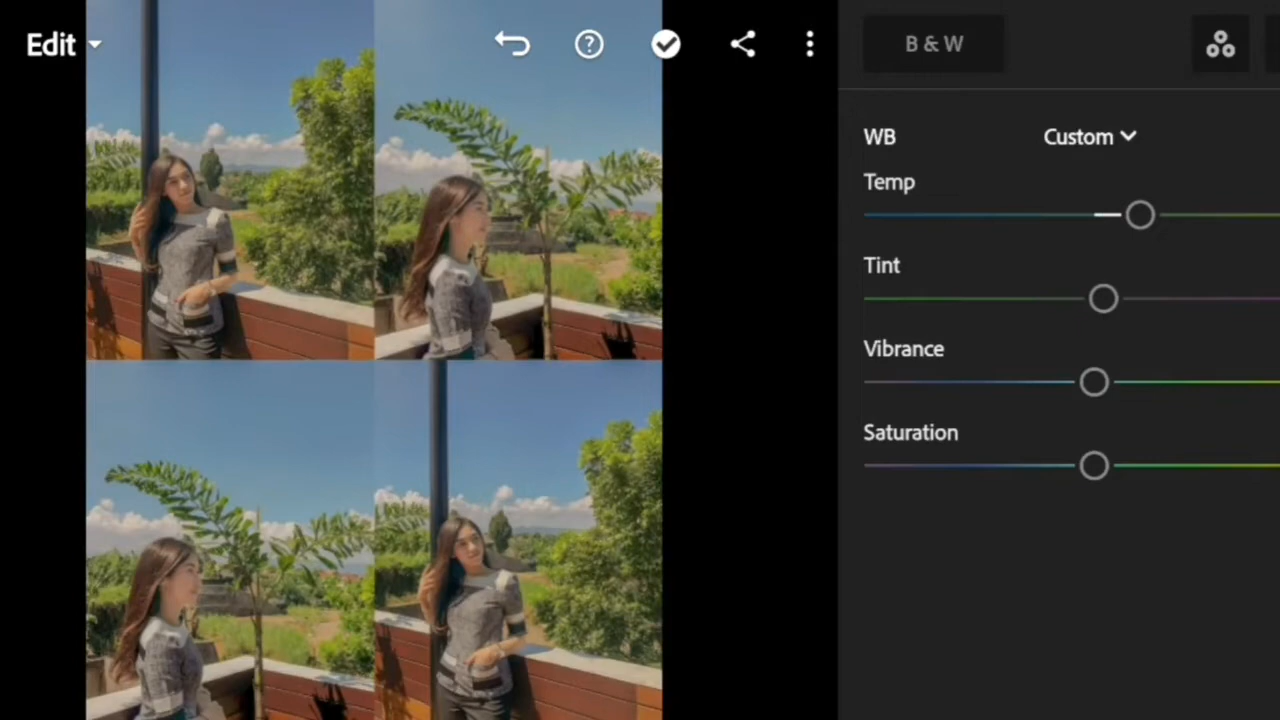 Edit
B & W
WB
Custom
Temp
Tint
Vibrance
Saturation